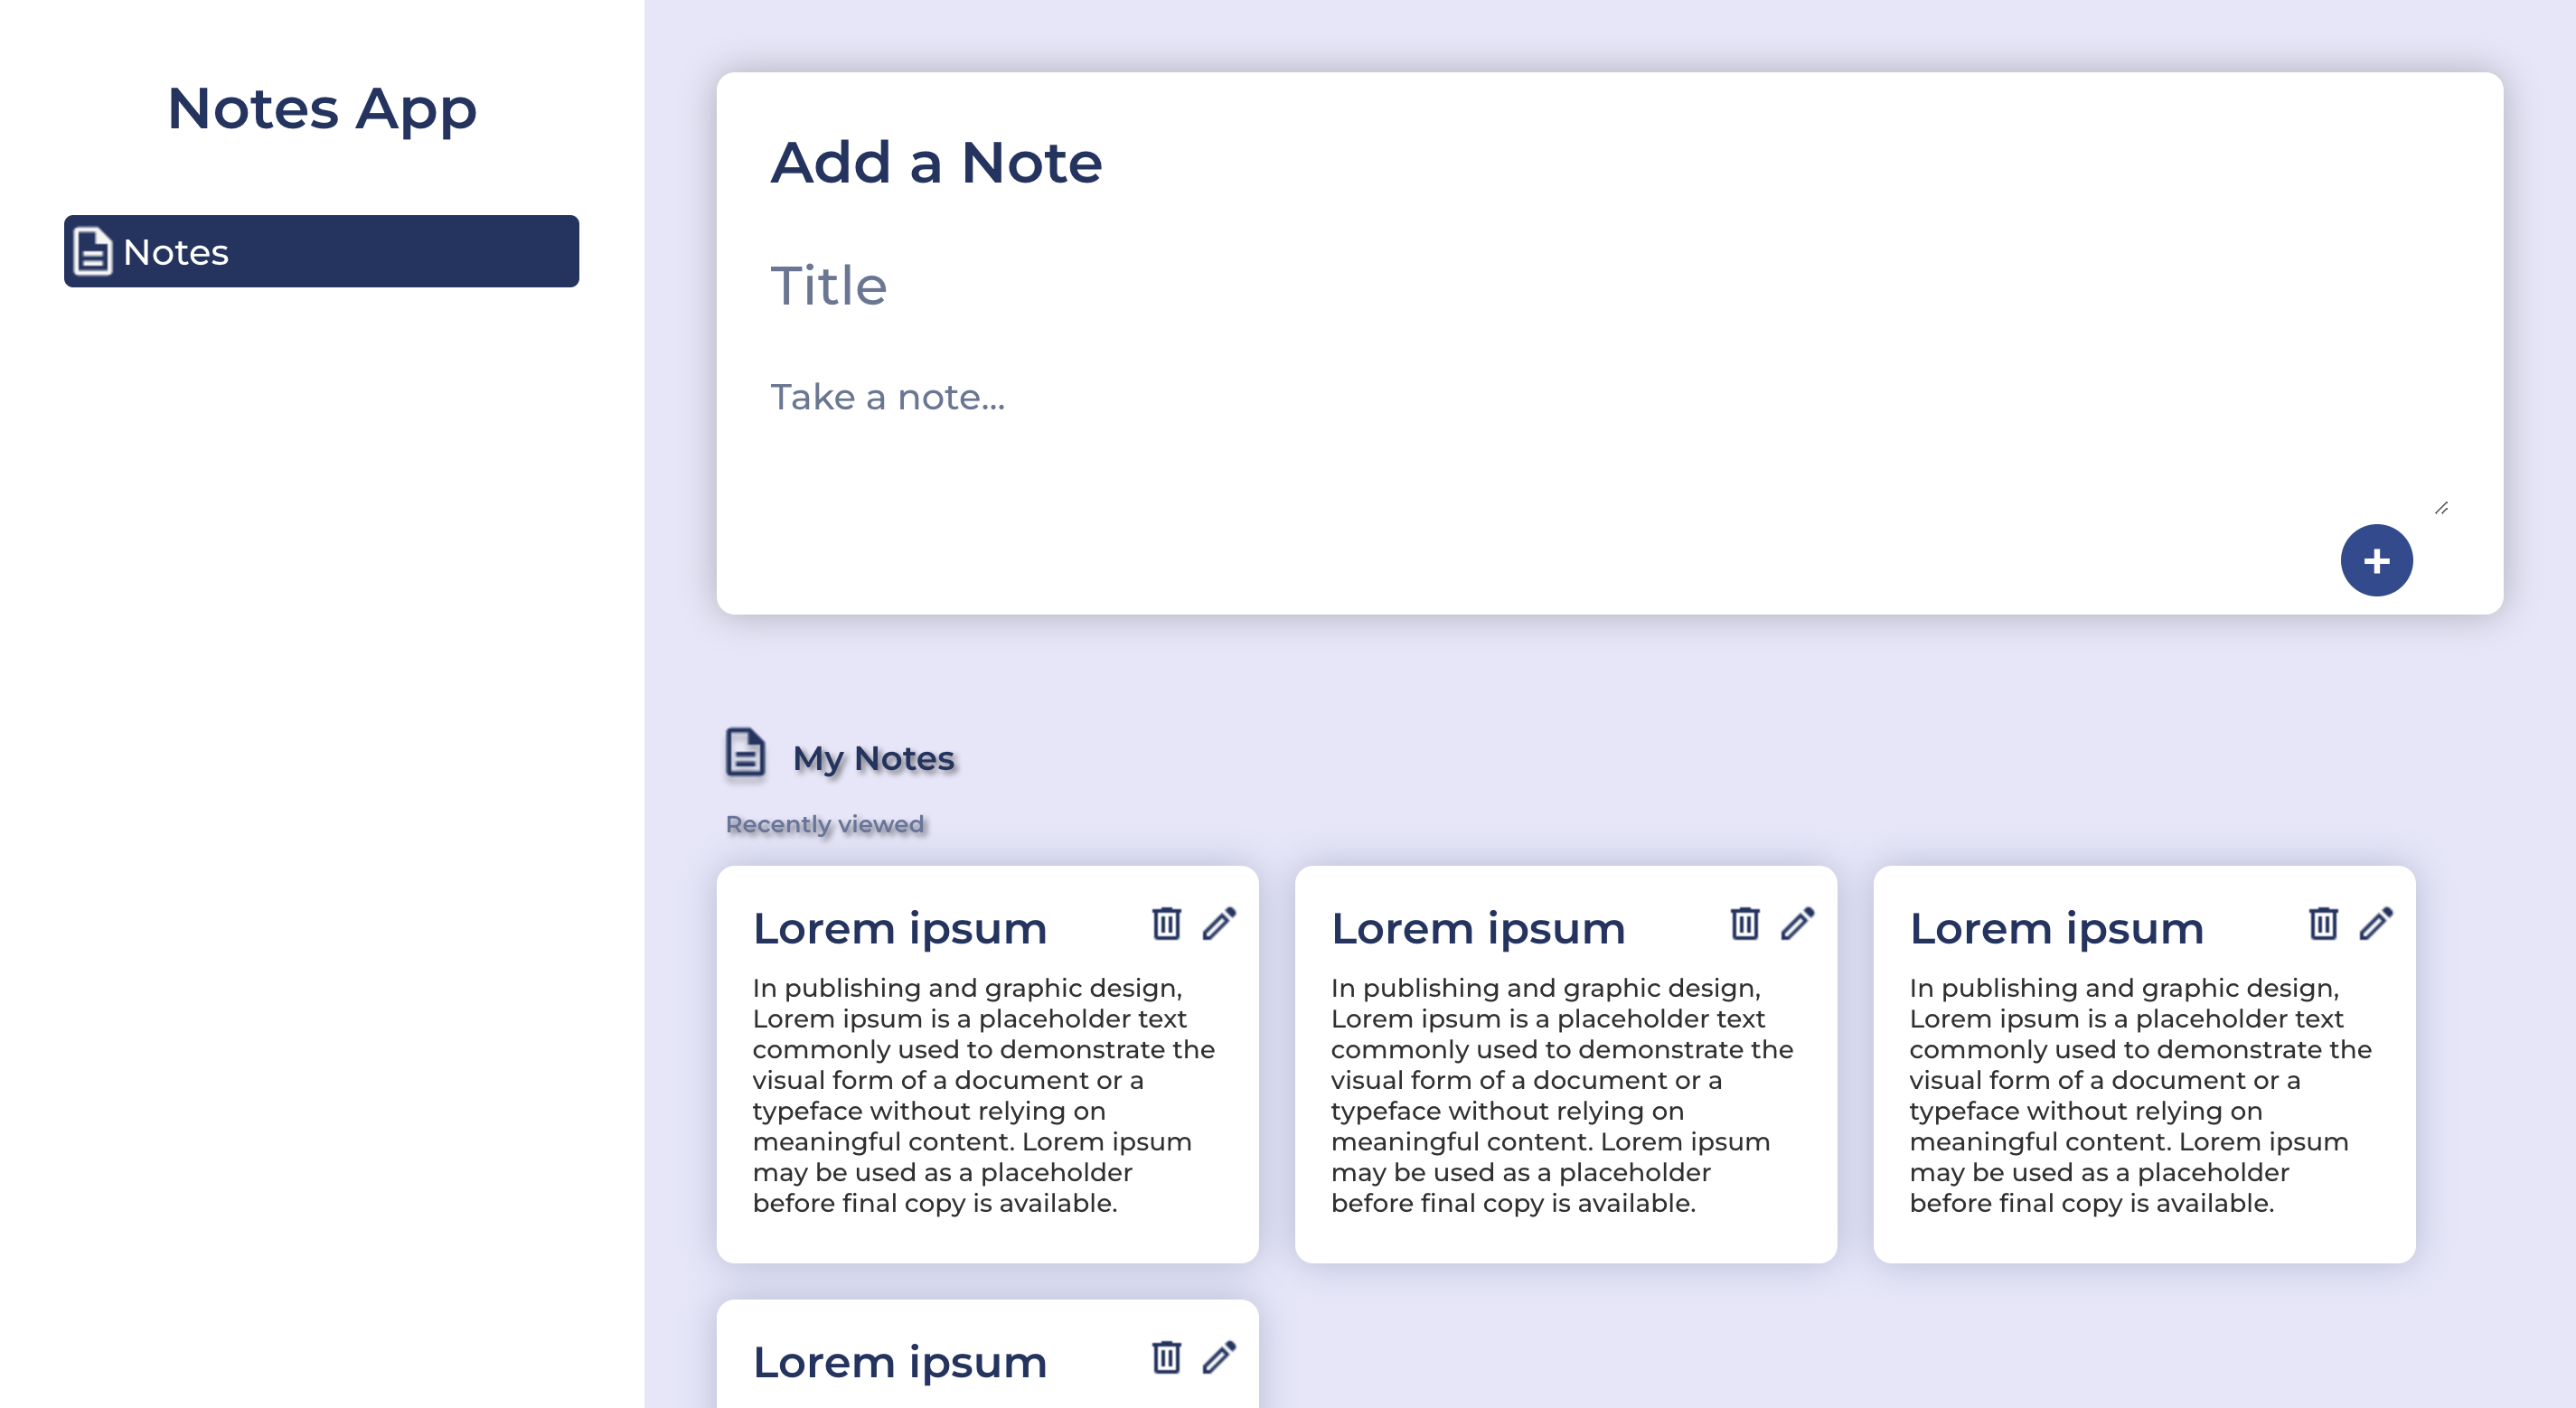 Notes App
Notes
Add a Note
Title
Take a note...
+
My Notes
Recently viewed
Lorem ipsum
In publishing and graphic design,
Lorem ipsum is a placeholder text
commonly used to demonstrate the
visual form of a document or a
typeface without relying on
meaningful content. Lorem ipsum
may be used as a placeholder
before final copy is available.
Lorem ipsum
In publishing and graphic design,
Lorem ipsum is a placeholder text
commonly used to demonstrate the
visual form of a document or a
typeface without relying on
meaningful content. Lorem ipsum
may be used as a placeholder
before final copy is available.
Lorem ipsum
In publishing and graphic design,
Lorem ipsum is a placeholder text
commonly used to demonstrate the
visual form of a document or a
typeface without relying on
meaningful content. Lorem ipsum
may be used as a placeholder
before final copy is available.
Lorem ipsum